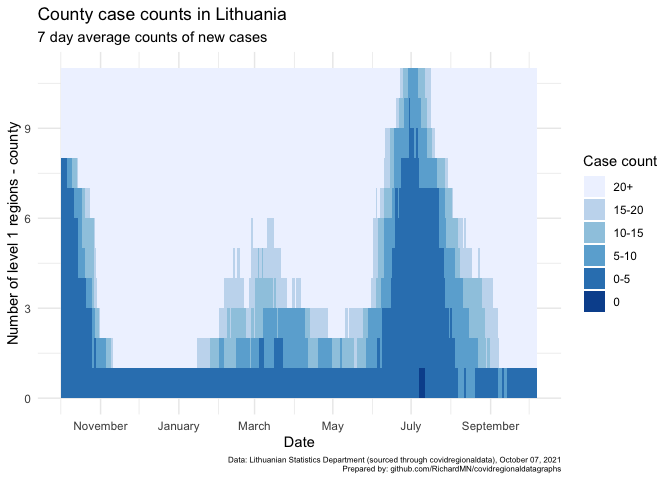 County case counts in Lithuania
7 day average counts of new cases
Number of level 1 regions - county
9
6
3
0
November
January
March
May
July
September
Date
Case count
20+
15-20
10-15
5-10
0-5
0
Data: Lithuanian Statistics Department (sourced through covidregionaldata), October 07, 2021
Prepared by: github.com/RichardMN/covidregionaldatagraphs